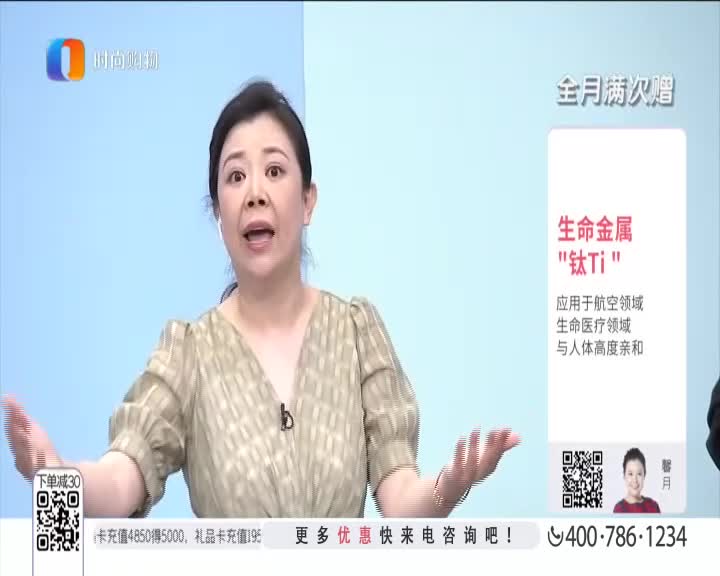 时尚购物
全月满次赠
生命金属
"钛Ti "
应用于航空领域
生命医疗领域
与人体高度亲和
馨月
下单减30
卡充值4850得5000，礼品卡充值195
更多优惠快来电咨询吧！
400·786·1234